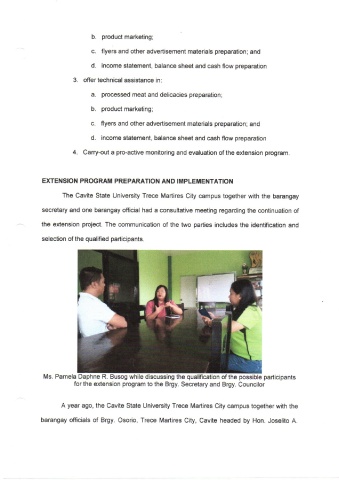 b. product marketing;
c. flyers and other advertisement materials preparation; and
d. income statement, balance sheet and cash flow preparation
3. offer technical assistance in:
a. processed meat and delicacies preparation;
b. product marketing;
c. flyers and other advertisement materials preparation; and
d. income statement, balance sheet and cash flow preparation
4. Carry-out a pro-active monitoring and evaluation of the extension program.
EXTENSION PROGRAM PREPARATION AND IMPLEMENTATION
The Cavite State University Trece Martires City campus together with the barangay
secretary and one barangay official had a consultative meeting regarding the continuation of
the extension project. The communication of the two parties includes the identification and
selection of the qualified participants.
Ms. Pamela Daphne R. Busog while discussing the qualification of the possible participants
for the extension program to the Brgy. Secretary and Brgy. Councilor
A year ago, the Cavite State University Trece Martires City campus together with the
barangay officials of Brgy. Osorio, Trece Martires City, Cavite headed by Hon. Joselito A.